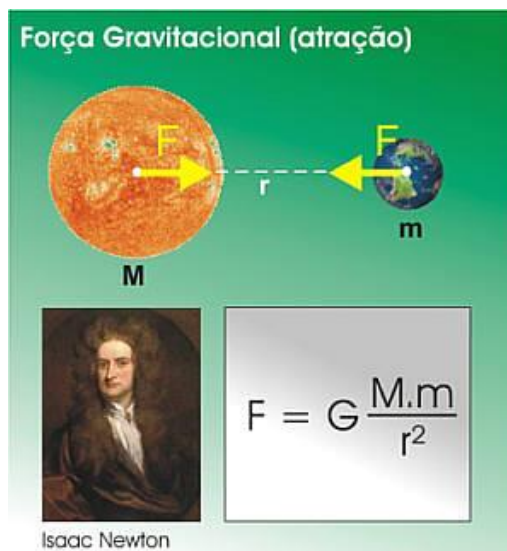 Força Gravitacional (atração)
F
F
r
M
m
F = G M.m / r²
Isaac Newton